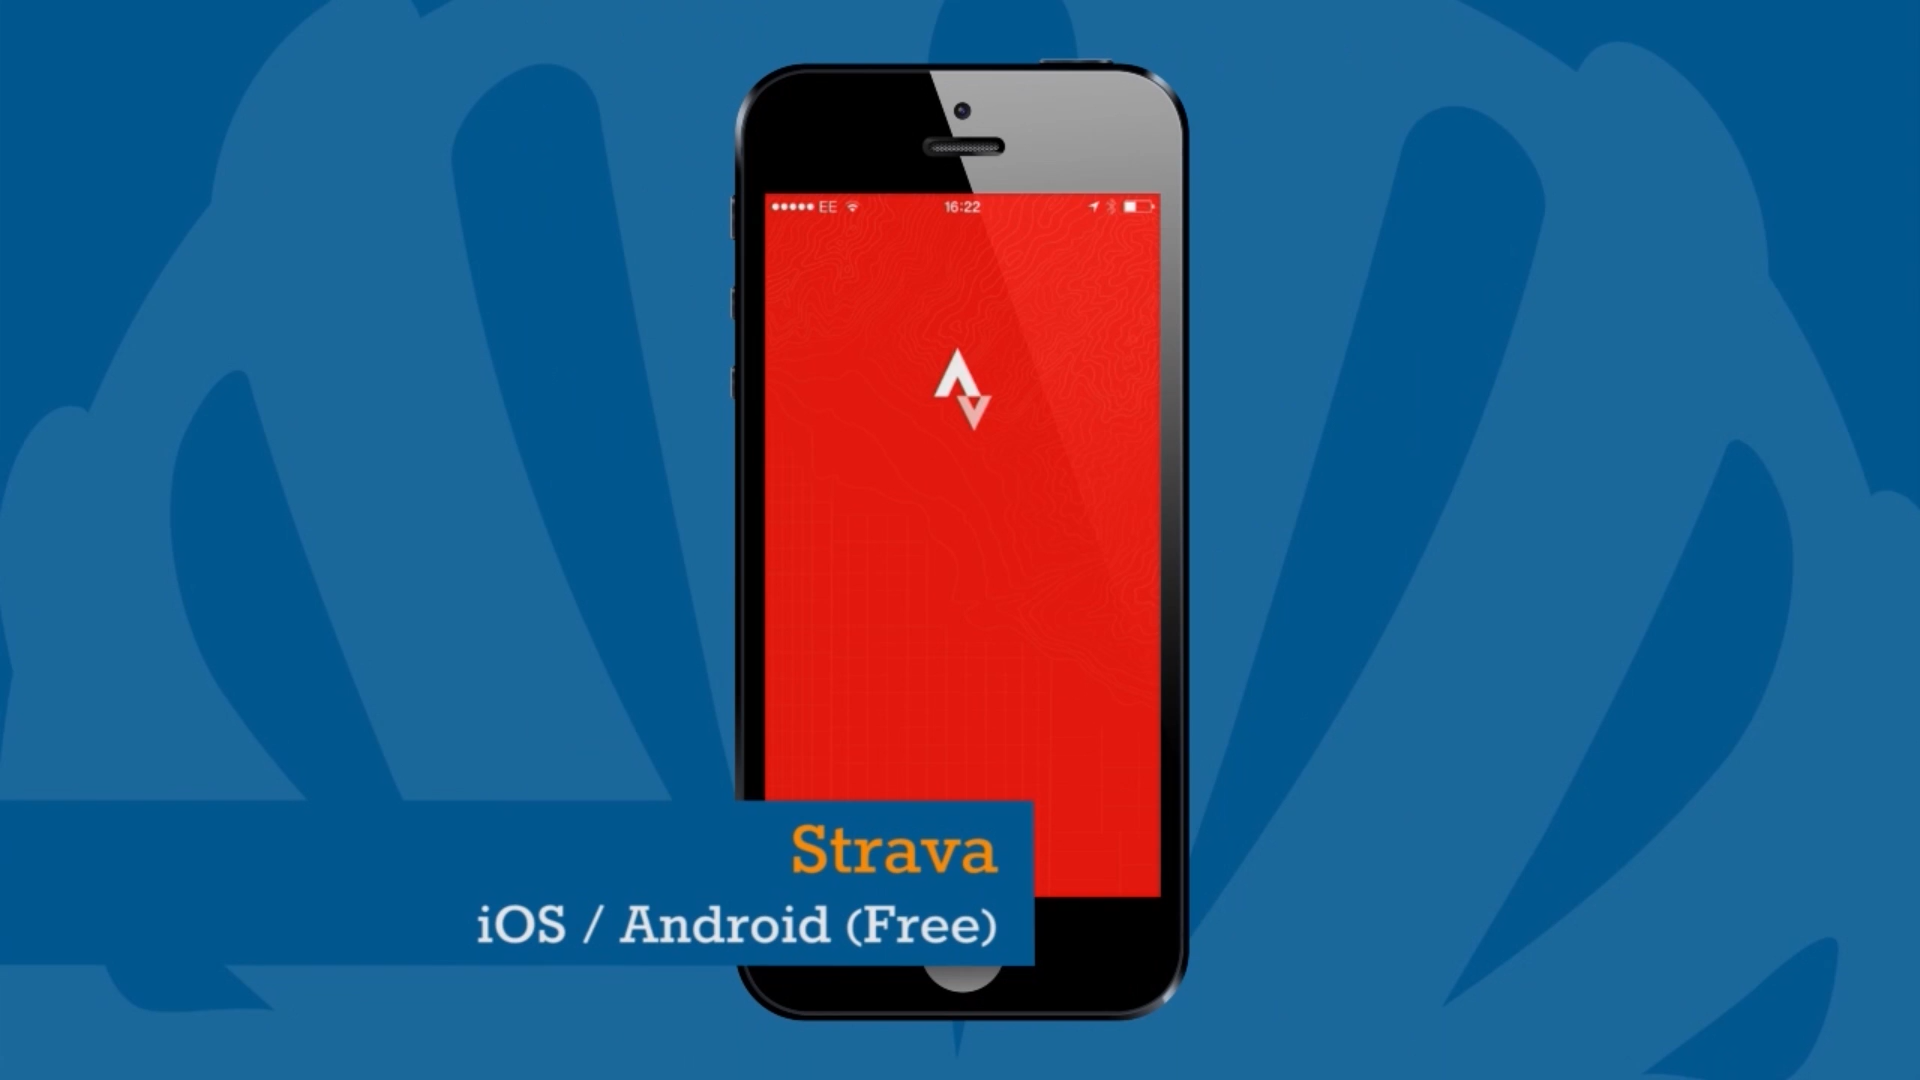 EE 16:22
Strava
iOS / Android (Free)